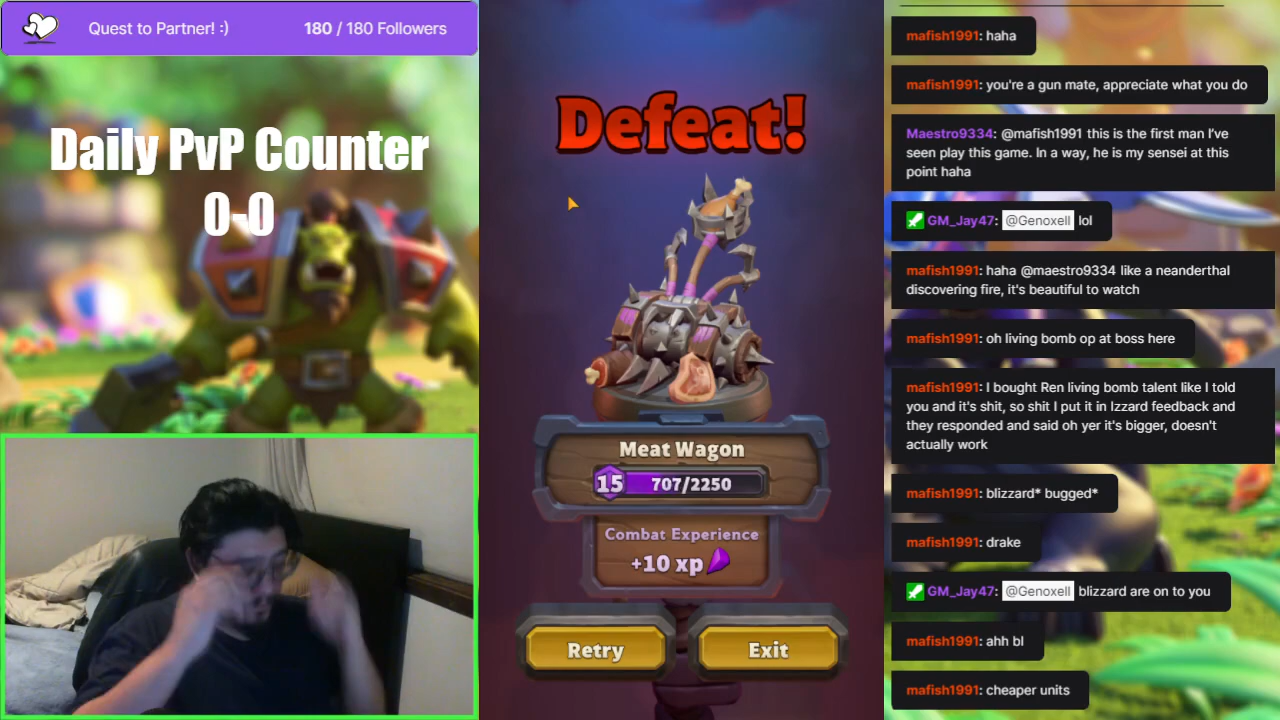 Quest to Partner! :)
180 / 180 Followers
Daily PvP Counter
0-0
Defeat!
Meat Wagon
15
707/2250
Combat Experience
+10 xp
Retry
Exit
mafish1991: haha
mafish1991: you're a gun mate, appreciate what you do
Maestro9334: @mafish1991 this is the first man I've
seen play this game. In a way, he is my sensei at this
point haha
GM_Jay47: @Genoxell lol
mafish1991: haha @maestro9334 like a neanderthal
discovering fire, it's beautiful to watch
mafish1991: oh living bomb op at boss here
mafish1991: I bought Ren living bomb talent like I told
you and it's shit, so shit I put it in Izzard feedback and
they responded and said oh yer it's bigger, doesn't
actually work
mafish1991: blizzard* bugged*
mafish1991: drake
GM_Jay47: @Genoxell blizzard are on to you
mafish1991: ahh bl
mafish1991: cheaper units